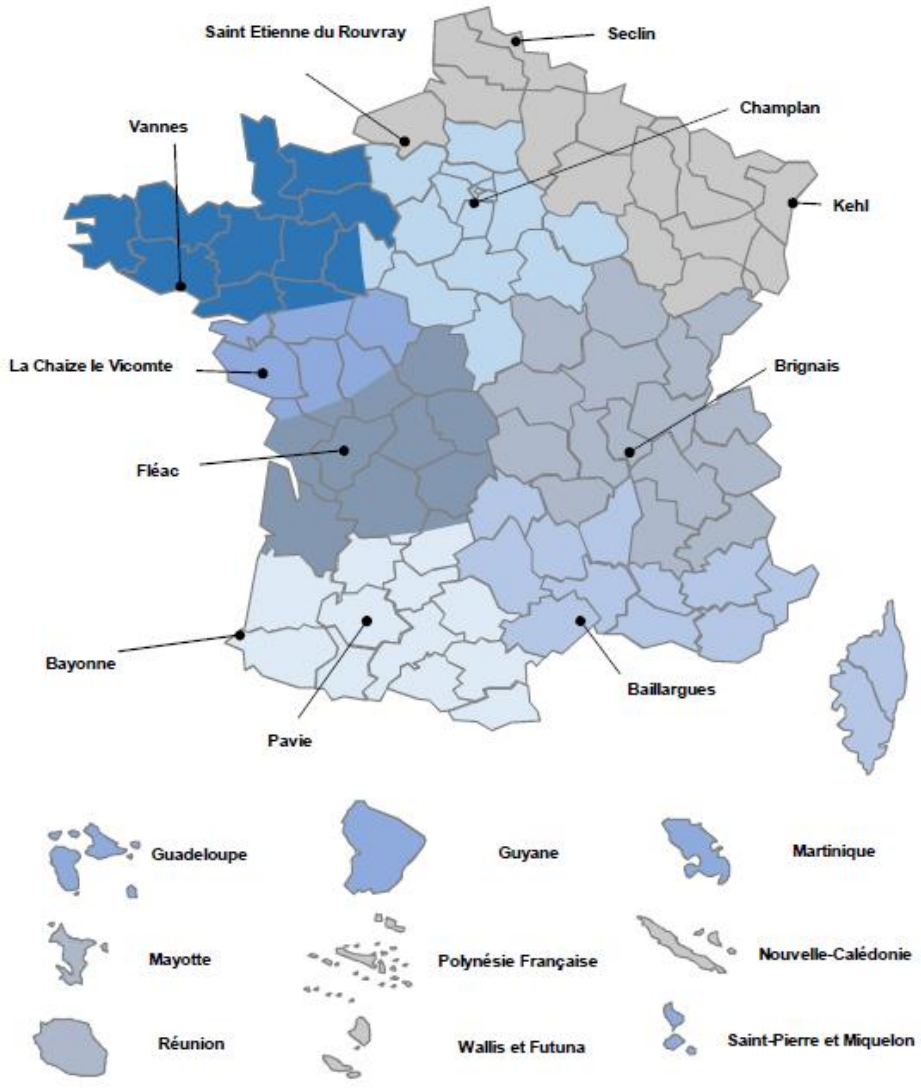 Saint Etienne du Rouvray
Seclin
Champlan
Vannes
Kehl
La Chaize le Vicomte
Brignais
Fléac
Bayonne
Baillargues
Pavie
Guadeloupe
Guyane
Martinique
Mayotte
Polynésie Française
Nouvelle-Calédonie
Réunion
Wallis et Futuna
Saint-Pierre et Miquelon